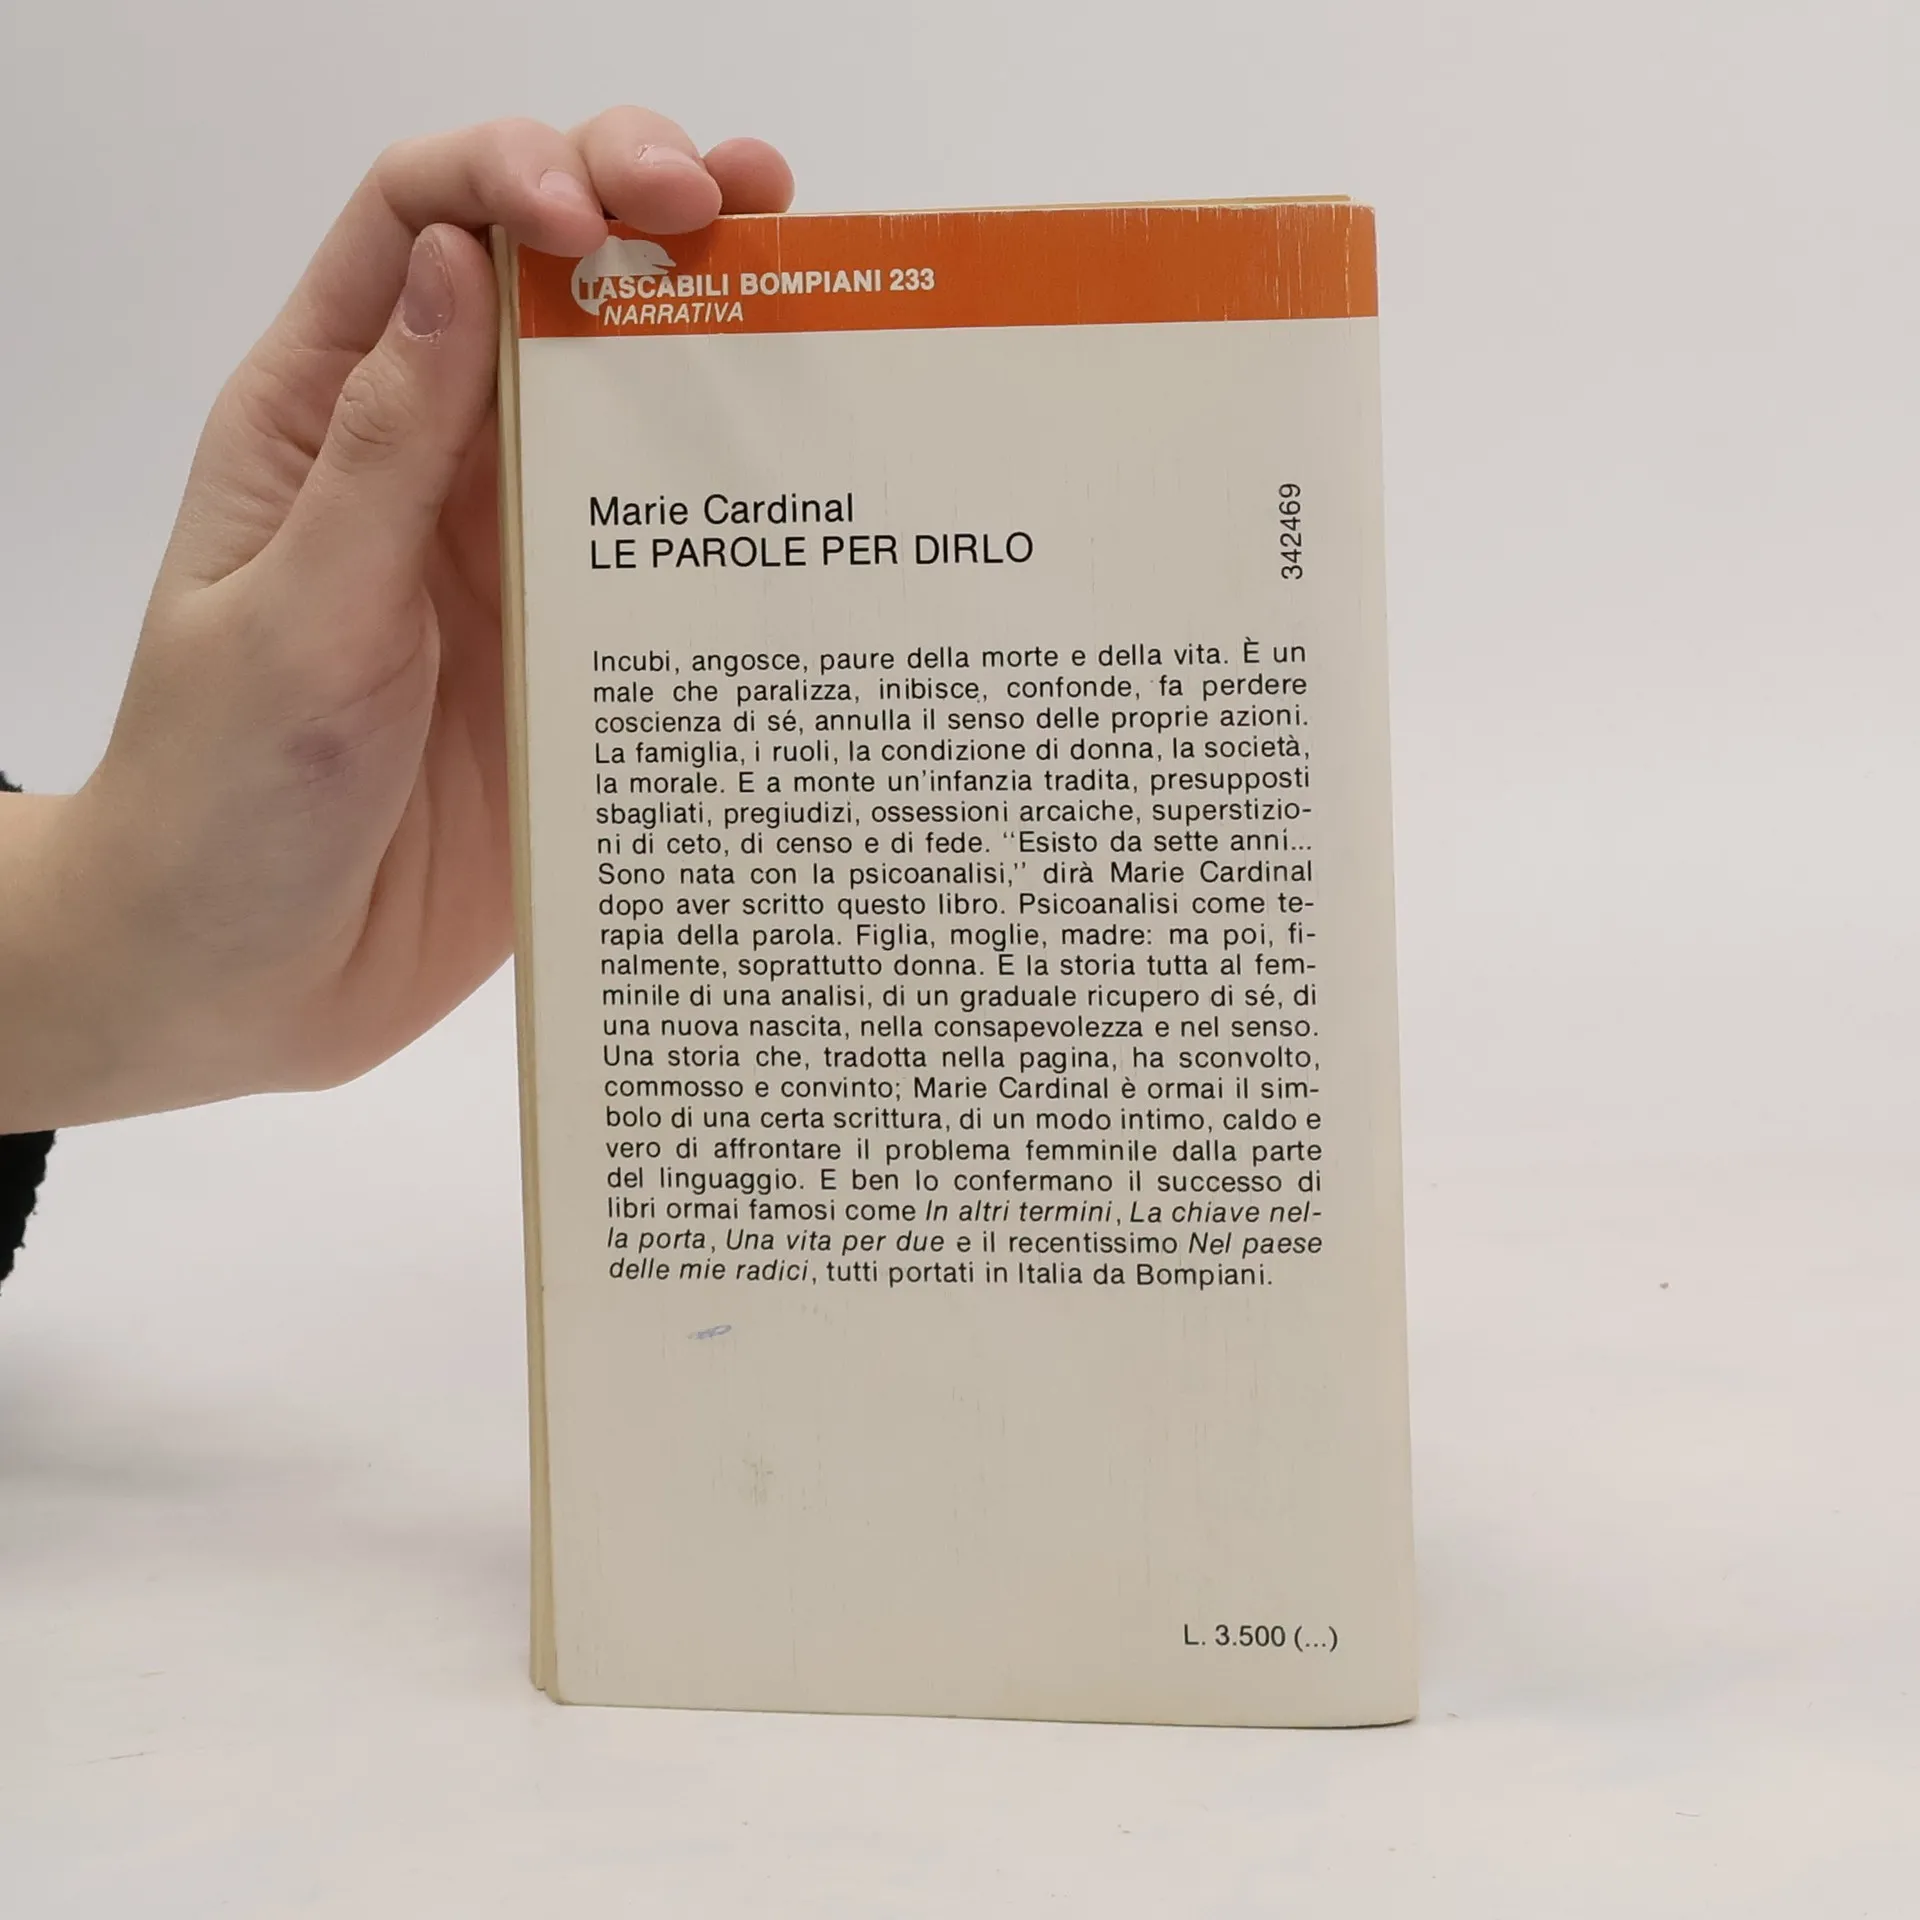 TASCABILI BOMPIANI 233
NARRATIVA
Marie Cardinal
LE PAROLE PER DIRLO
342469
Incubi, angosce, paure della morte e della vita. È un
male che paralizza, inibisce, confonde, fa perdere
coscienza di sé, annulla il senso delle proprie azioni.
La famiglia, i ruoli, la condizione di donna, la società,
la morale. E a monte un'infanzia tradita, presupposti
sbagliati, pregiudizi, ossessioni arcaiche, superstizio-
ni di ceto, di censo e di fede. "Esisto da sette anni...
Sono nata con la psicoanalisi," dirà Marie Cardinal
dopo aver scritto questo libro. Psicoanalisi come te-
rapia della parola. Figlia, moglie, madre: ma poi, fi-
nalmente, soprattutto donna. E la storia tutta al fem-
minile di una analisi, di un graduale ricupero di sé, di
una nuova nascita, nella consapevolezza e nel senso.
Una storia che, tradotta nella pagina, ha sconvolto,
commosso e convinto; Marie Cardinal è ormai il sim-
bolo di una certa scrittura, di un modo intimo, caldo e
vero di affrontare il problema femminile dalla parte
del linguaggio. E ben lo confermano il successo di
libri ormai famosi come In altri termini, La chiave nel-
la porta, Una vita per due e il recentissimo Nel paese
delle mie radici, tutti portati in Italia da Bompiani.
L. 3.500 (...)